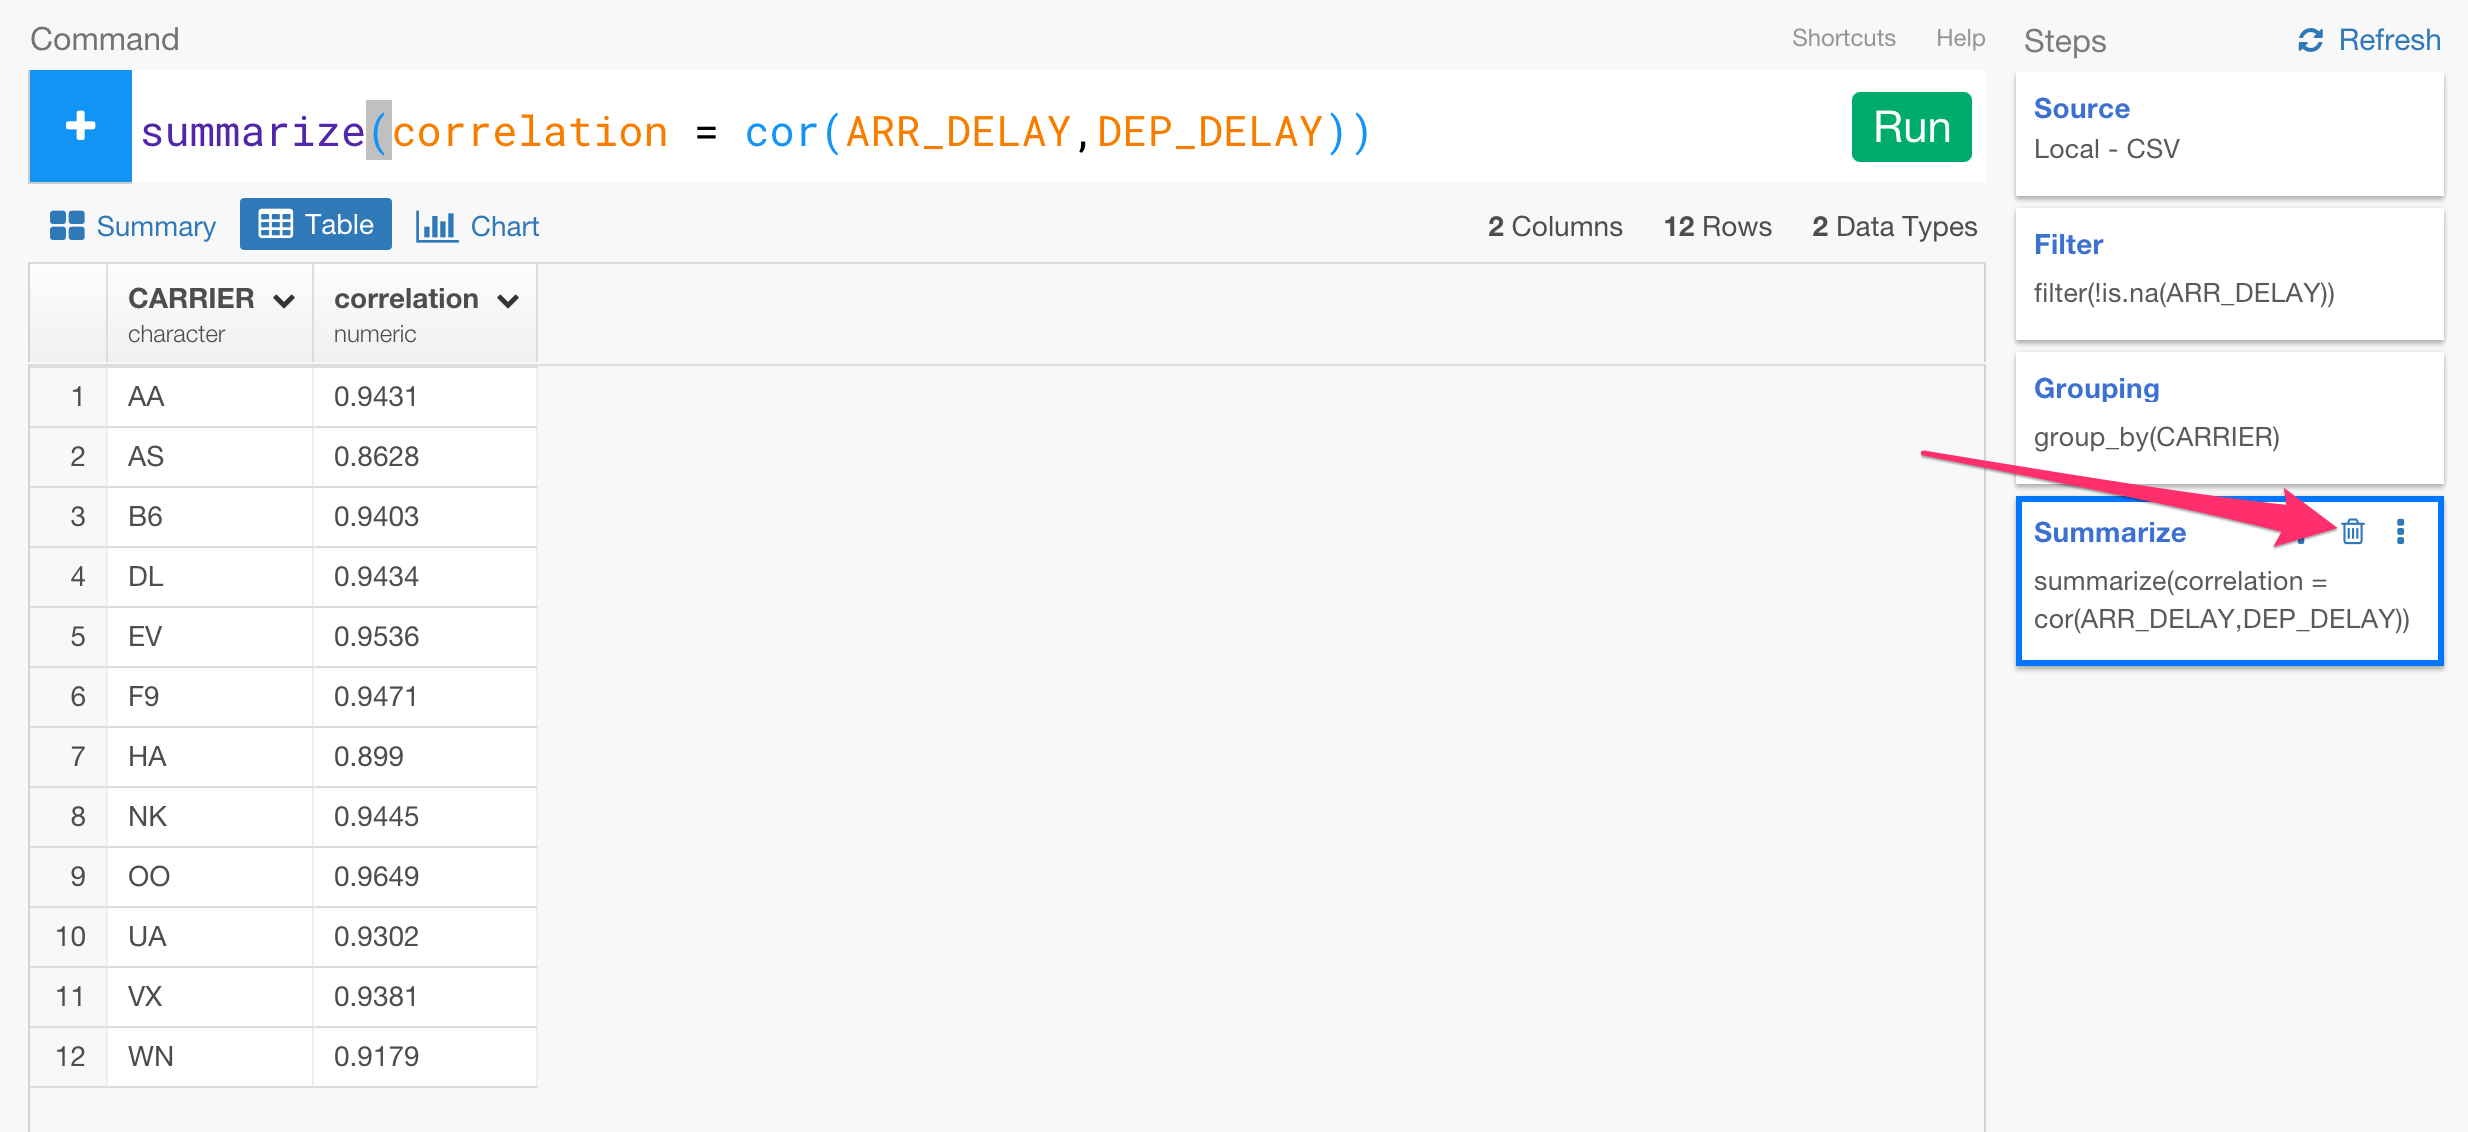 Command
Shortcuts Help
+ summarize(correlation = cor(ARR_DELAY,DEP_DELAY))
Run
Summary Table Chart
2 Columns 12 Rows 2 Data Types
CARRIER correlation
character numeric
1 AA 0.9431
2 AS 0.8628
3 B6 0.9403
4 DL 0.9434
5 EV 0.9536
6 F9 0.9471
7 HA 0.899
8 NK 0.9445
9 OO 0.9649
10 UA 0.9302
11 VX 0.9381
12 WN 0.9179
Steps Refresh
Source
Local - CSV
Filter
filter(!is.na(ARR_DELAY))
Grouping
group_by(CARRIER)
Summarize
summarize(correlation =
cor(ARR_DELAY,DEP_DELAY))